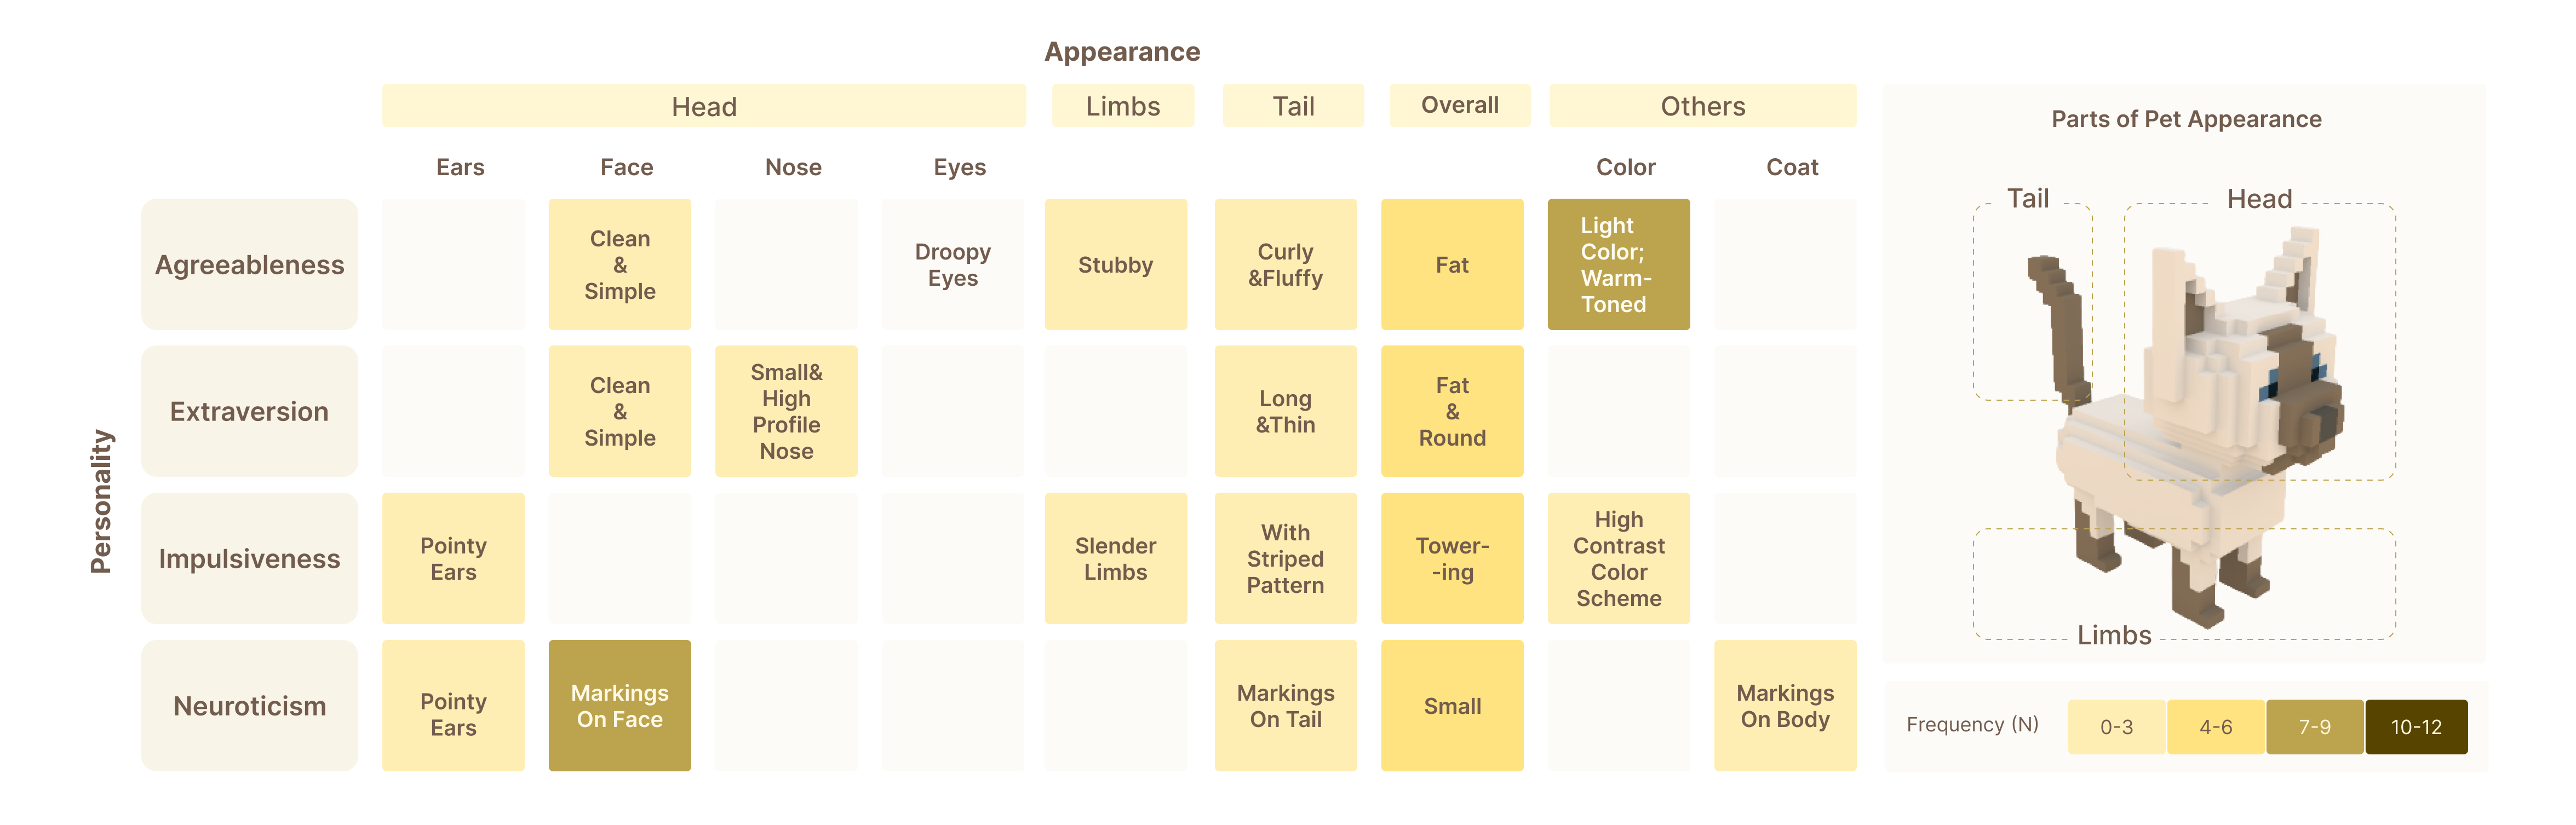 Appearance
Head
Limbs
Tail
Overall
Others
Ears
Face
Nose
Eyes
Color
Coat
Personality
Agreeableness
Clean
&
Simple
Droopy
Eyes
Stubby
Curly
&Fluffy
Fat
Light
Color;
Warm-
Toned
Extraversion
Clean
&
Simple
Small&
High
Profile
Nose
Long
&Thin
Fat
&
Round
Impulsiveness
Pointy
Ears
Slender
Limbs
With
Striped
Pattern
Tower-
-ing
High
Contrast
Color
Scheme
Neuroticism
Pointy
Ears
Markings
On Face
Markings
On Tail
Small
Markings
On Body
Parts of Pet Appearance
Tail
Head
Limbs
Frequency (N)
0-3
4-6
7-9
10-12